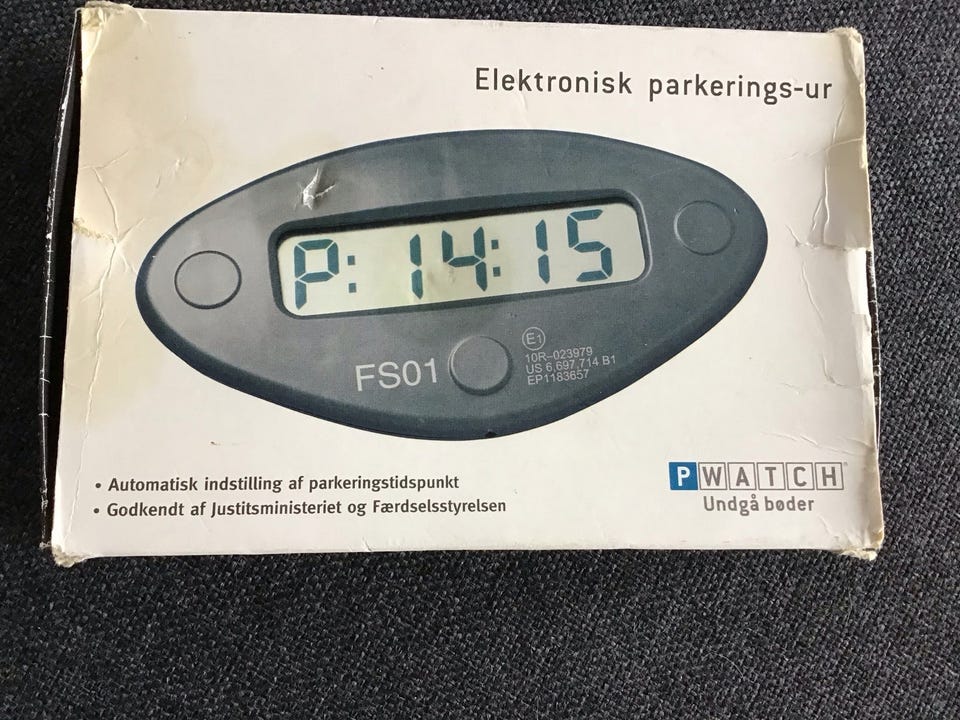 Elektronisk parkerings-ur
P: 14:15
E1
10R-023979
US 6,697,714 B1
EP1183657
FS01
• Automatisk indstilling af parkeringstidspunkt
• Godkendt af Justitsministeriet og Færdselsstyrelsen
PWATCH®
Undgå bøder